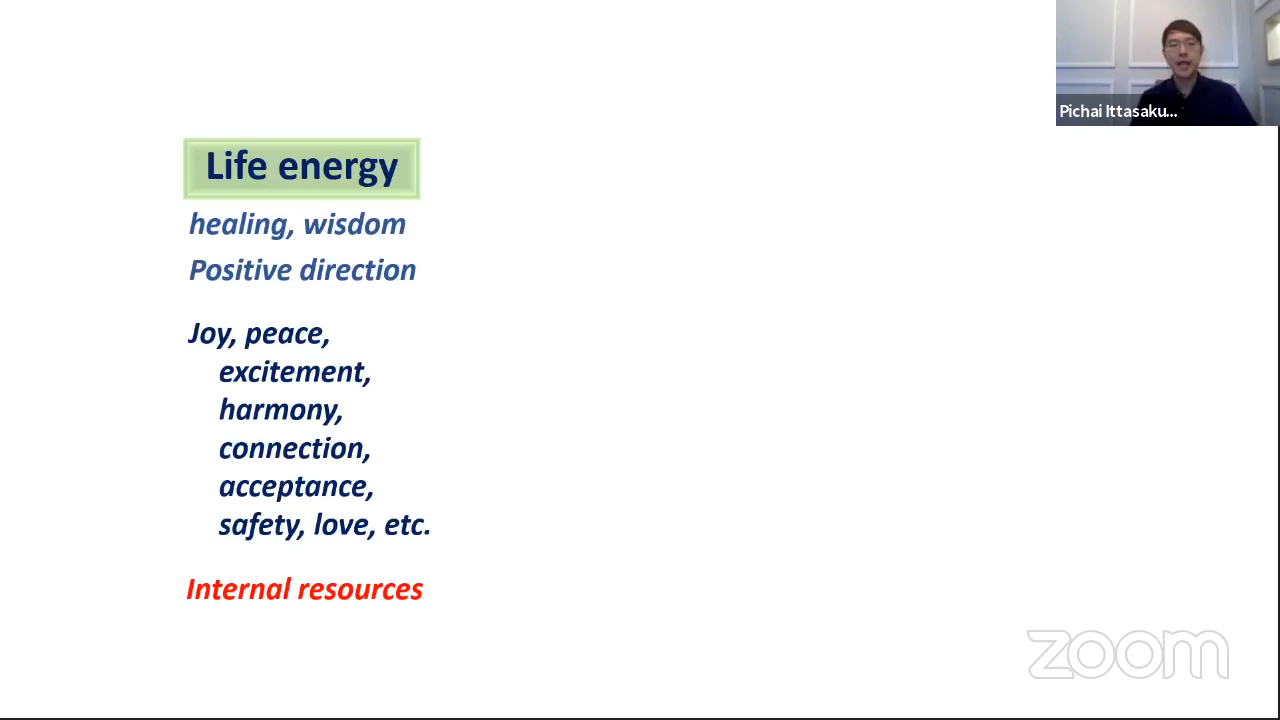 Pichai Ittasaku...
Life energy
healing, wisdom
Positive direction
Joy, peace,
excitement,
harmony,
connection,
acceptance,
safety, love, etc.
Internal resources
zoom